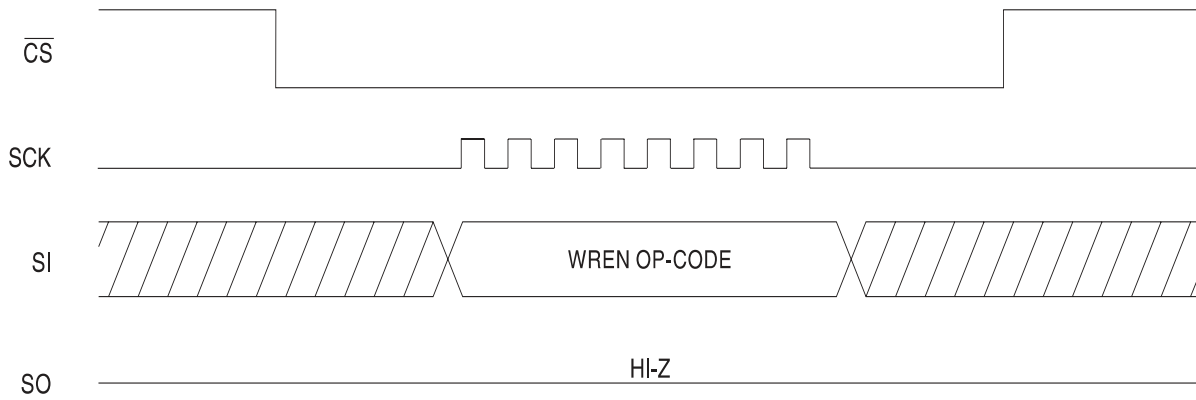 CS
SCK
SI
WREN OP-CODE
SO
HI-Z